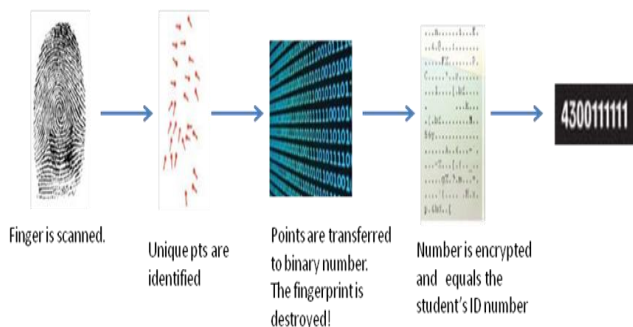 4300111111
Finger is scanned.
Unique pts are
identified
Points are transferred
to binary number.
The fingerprint is
destroyed!
Number is encrypted
and equals the
student's ID number